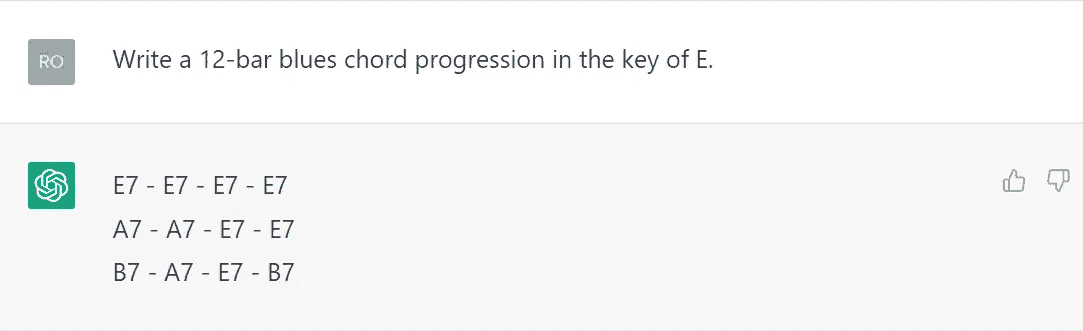 RO
Write a 12-bar blues chord progression in the key of E.
E7 - E7 - E7 - E7
A7 - A7 - E7 - E7
B7 - A7 - E7 - B7